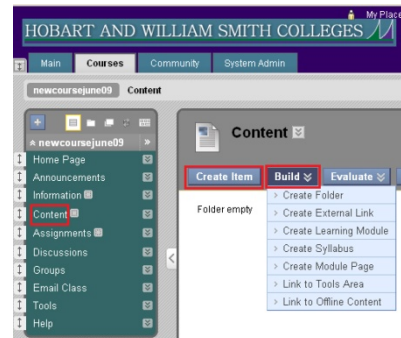 My Place
HOBART AND WILLIAM SMITH COLLEGES
Main Courses Community System Admin
newcoursejune09 Content
newcoursejune09
Home Page
Announcements
Information
Content
Assignments
Discussions
Groups
Email Class
Tools
Help
Content
Create Item Build Evaluate
Folder empty
> Create Folder
> Create External Link
> Create Learning Module
> Create Syllabus
> Create Module Page
> Link to Tools Area
> Link to Offline Content